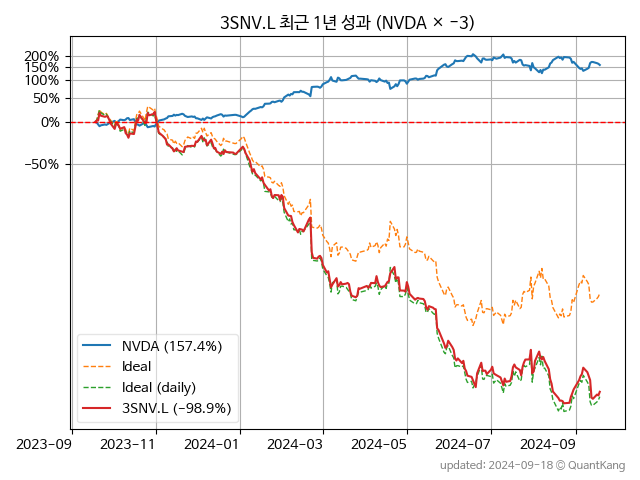 3SNV.L 최근 1년 성과 (NVDA × −3)
200%
150%
100%
50%
0%
−50%
NVDA (157.4%)
Ideal
Ideal (daily)
3SNV.L (−98.9%)
2023-09
2023-11
2024-01
2024-03
2024-05
2024-07
2024-09
updated: 2024-09-18 © QuantKang